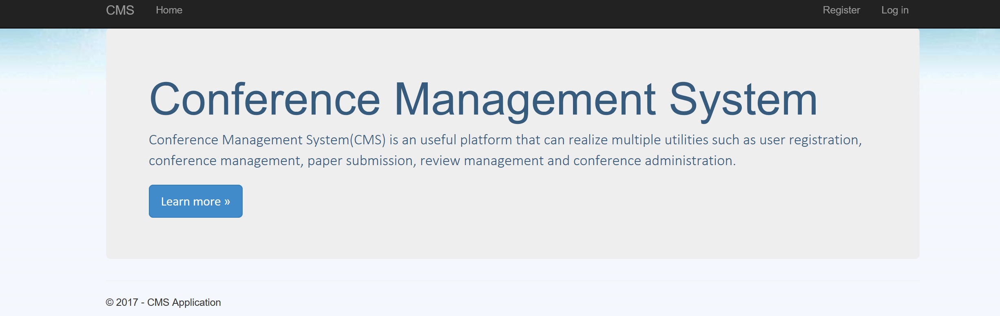 CMS Home Register Log in
Conference Management System
Conference Management System(CMS) is an useful platform that can realize multiple utilities such as user registration,
conference management, paper submission, review management and conference administration.
Learn more »
© 2017 - CMS Application